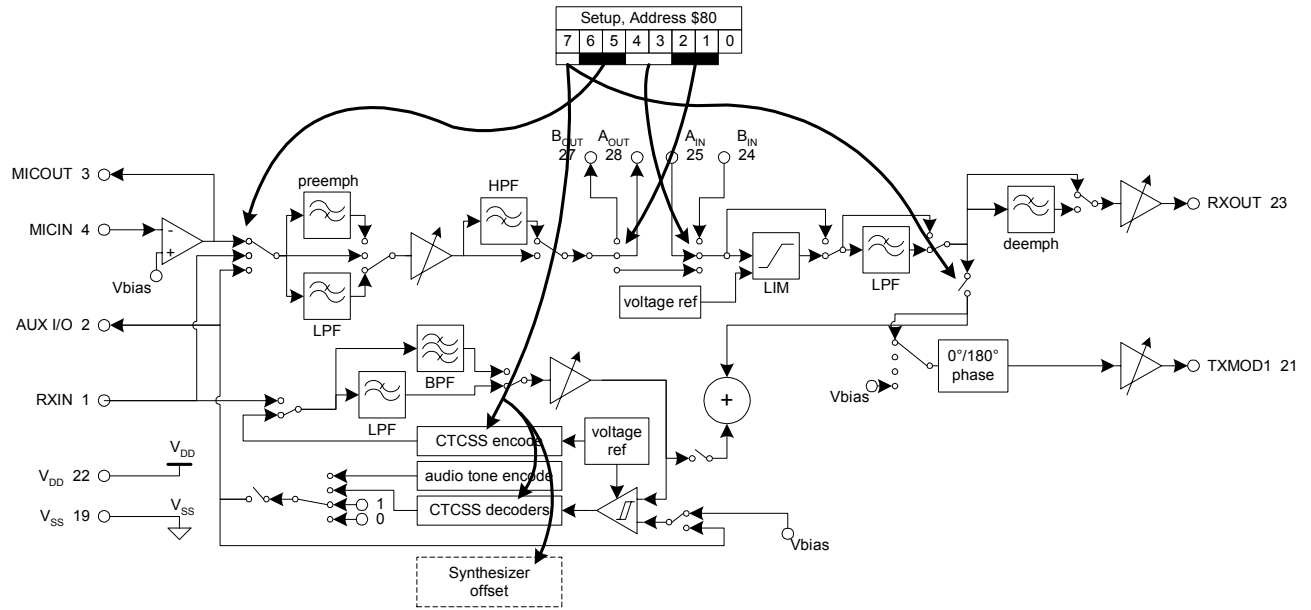 Setup, Address $80
7 6 5 4 3 2 1 0
B_OUT A_OUT A_IN B_IN
27 28 25 24
MICOUT 3
preemph
HPF
RXOUT 23
MICIN 4
-
+
deemph
Vbias
LIM
LPF
voltage ref
AUX I/O 2
LPF
BPF
0°/180°
phase
TXMOD1 21
Vbias
RXIN 1
+
LPF
CTCSS encode
voltage
ref
V_DD
V_DD 22
audio tone encode
V_SS
V_SS 19
1
CTCSS decoders
0
Vbias
Synthesizer
offset